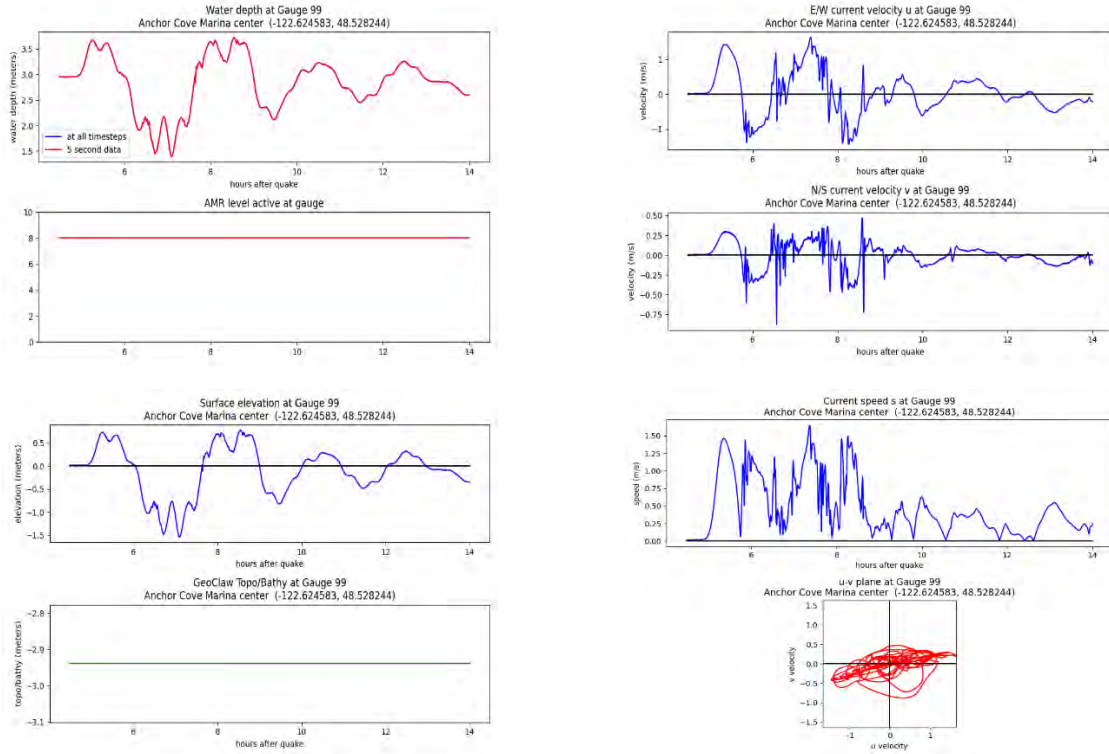 Water depth at Gauge 99
Anchor Cove Marina center (-122.624583, 48.528244)
3.5
3.0
2.5
2.0
1.5
water depth (meters)
at all timesteps
5 second data
6 8 10 12 14
hours after quake
AMR level active at gauge
10
8
6
4
2
0
6 8 10 12 14
hours after quake
Surface elevation at Gauge 99
Anchor Cove Marina center (-122.624583, 48.528244)
0.5
0.0
−0.5
−1.0
−1.5
elevation (meters)
6 8 10 12 14
hours after quake
GeoClaw Topo/Bathy at Gauge 99
Anchor Cove Marina center (-122.624583, 48.528244)
−2.8
−2.9
−3.0
−3.1
topo/bathy (meters)
6 8 10 12 14
hours after quake
E/W current velocity u at Gauge 99
Anchor Cove Marina center (-122.624583, 48.528244)
1
0
−1
velocity (m/s)
6 8 10 12 14
hours after quake
N/S current velocity v at Gauge 99
Anchor Cove Marina center (-122.624583, 48.528244)
0.50
0.25
0.00
−0.25
−0.50
−0.75
velocity (m/s)
6 8 10 12 14
hours after quake
Current speed s at Gauge 99
Anchor Cove Marina center (-122.624583, 48.528244)
1.50
1.25
1.00
0.75
0.50
0.25
0.00
speed (m/s)
6 8 10 12 14
hours after quake
u-v plane at Gauge 99
Anchor Cove Marina center (-122.624583, 48.528244)
1.5
1.0
0.5
0.0
−0.5
−1.0
−1.5
v velocity
-1 0 1
u velocity